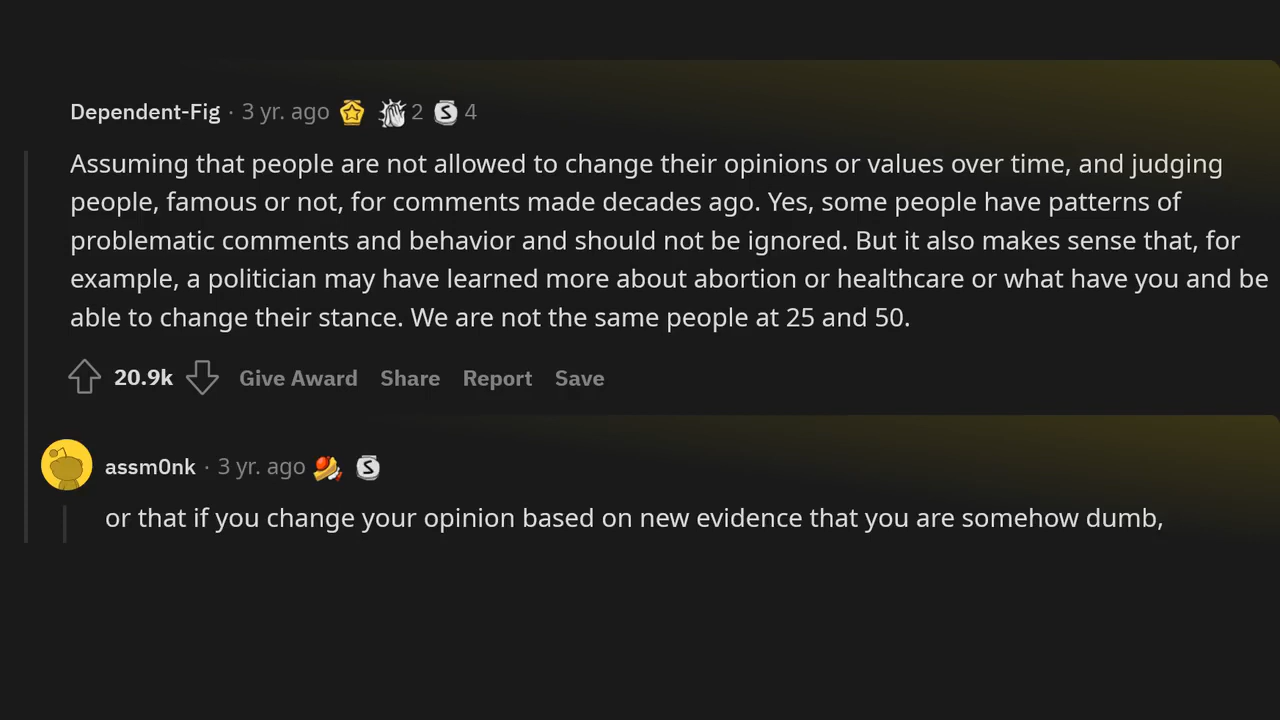 Dependent-Fig · 3 yr. ago 2 4
Assuming that people are not allowed to change their opinions or values over time, and judging
people, famous or not, for comments made decades ago. Yes, some people have patterns of
problematic comments and behavior and should not be ignored. But it also makes sense that, for
example, a politician may have learned more about abortion or healthcare or what have you and be
able to change their stance. We are not the same people at 25 and 50.
20.9k Give Award Share Report Save
assm0nk · 3 yr. ago
or that if you change your opinion based on new evidence that you are somehow dumb,